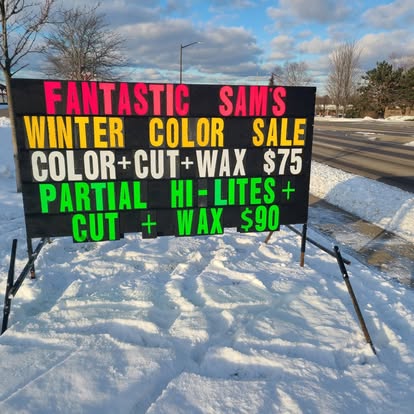 FANTASTIC SAM'S
WINTER COLOR SALE
COLOR+CUT+WAX $75
PARTIAL HI-LITES+
CUT + WAX $90